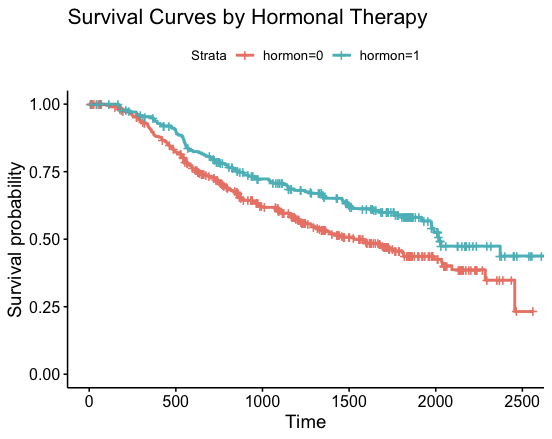 Survival Curves by Hormonal Therapy
Strata hormon=0 hormon=1
Survival probability
1.00
0.75
0.50
0.25
0.00
0 500 1000 1500 2000 2500
Time